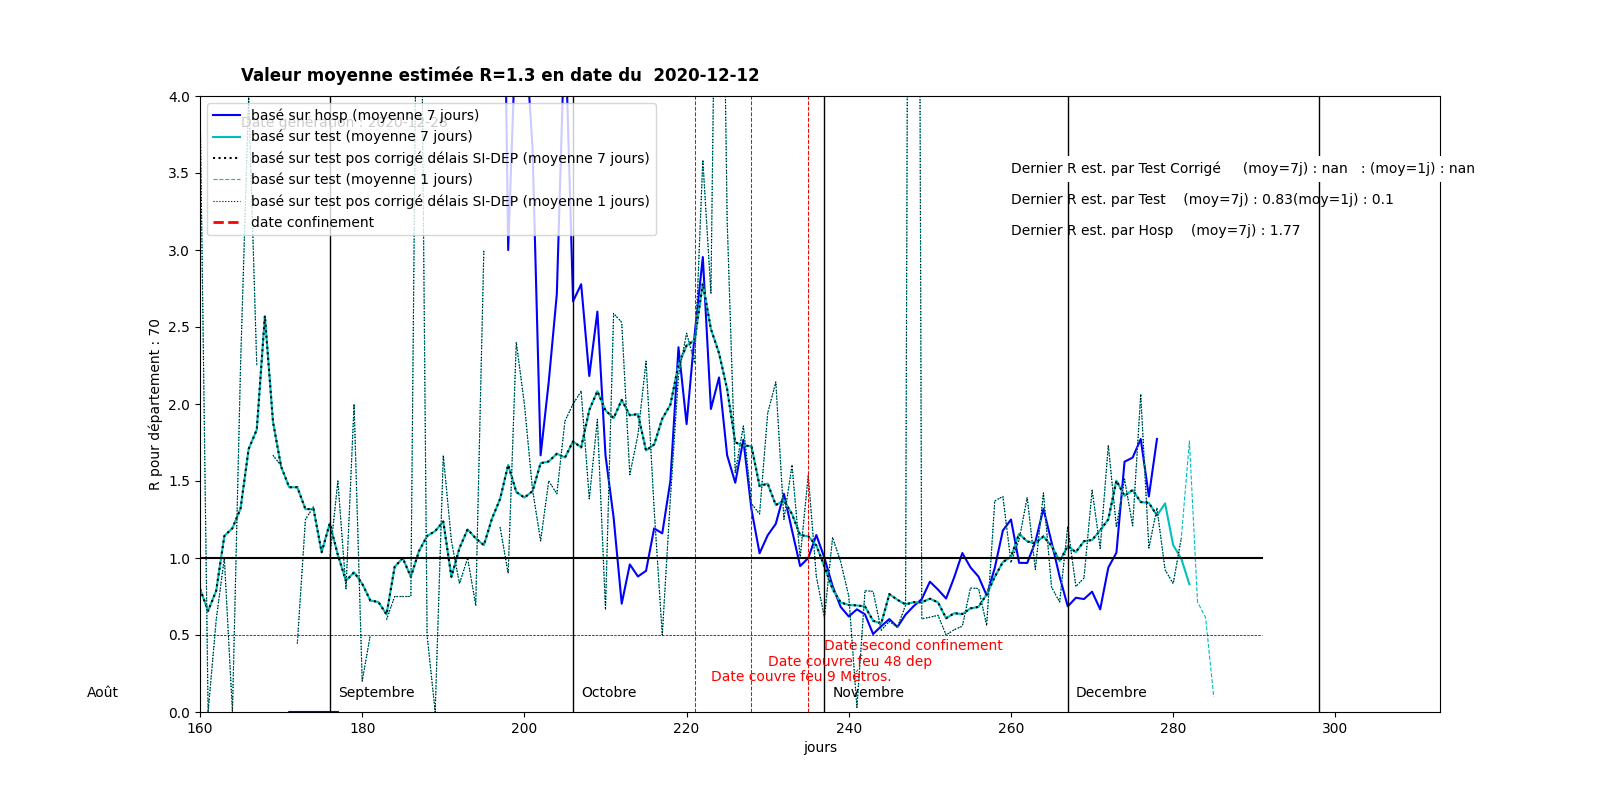 Valeur moyenne estimée R=1.3 en date du  2020-12-12
Date génération : 2020-12-28
basé sur hosp (moyenne 7 jours)
basé sur test (moyenne 7 jours)
basé sur test pos corrigé délais SI-DEP (moyenne 7 jours)
basé sur test (moyenne 1 jours)
basé sur test pos corrigé délais SI-DEP (moyenne 1 jours)
date confinement
Dernier R est. par Test Corrigé     (moy=7j) : nan   : (moy=1j) : nan
Dernier R est. par Test    (moy=7j) : 0.83(moy=1j) : 0.1
Dernier R est. par Hosp    (moy=7j) : 1.77
R pour département : 70
4.0
3.5
3.0
2.5
2.0
1.5
1.0
0.5
0.0
Date second confinement
Date couvre feu 48 dep
Date couvre feu 9 Métros.
Août
Septembre
Octobre
Novembre
Decembre
160
180
200
220
240
260
280
300
jours